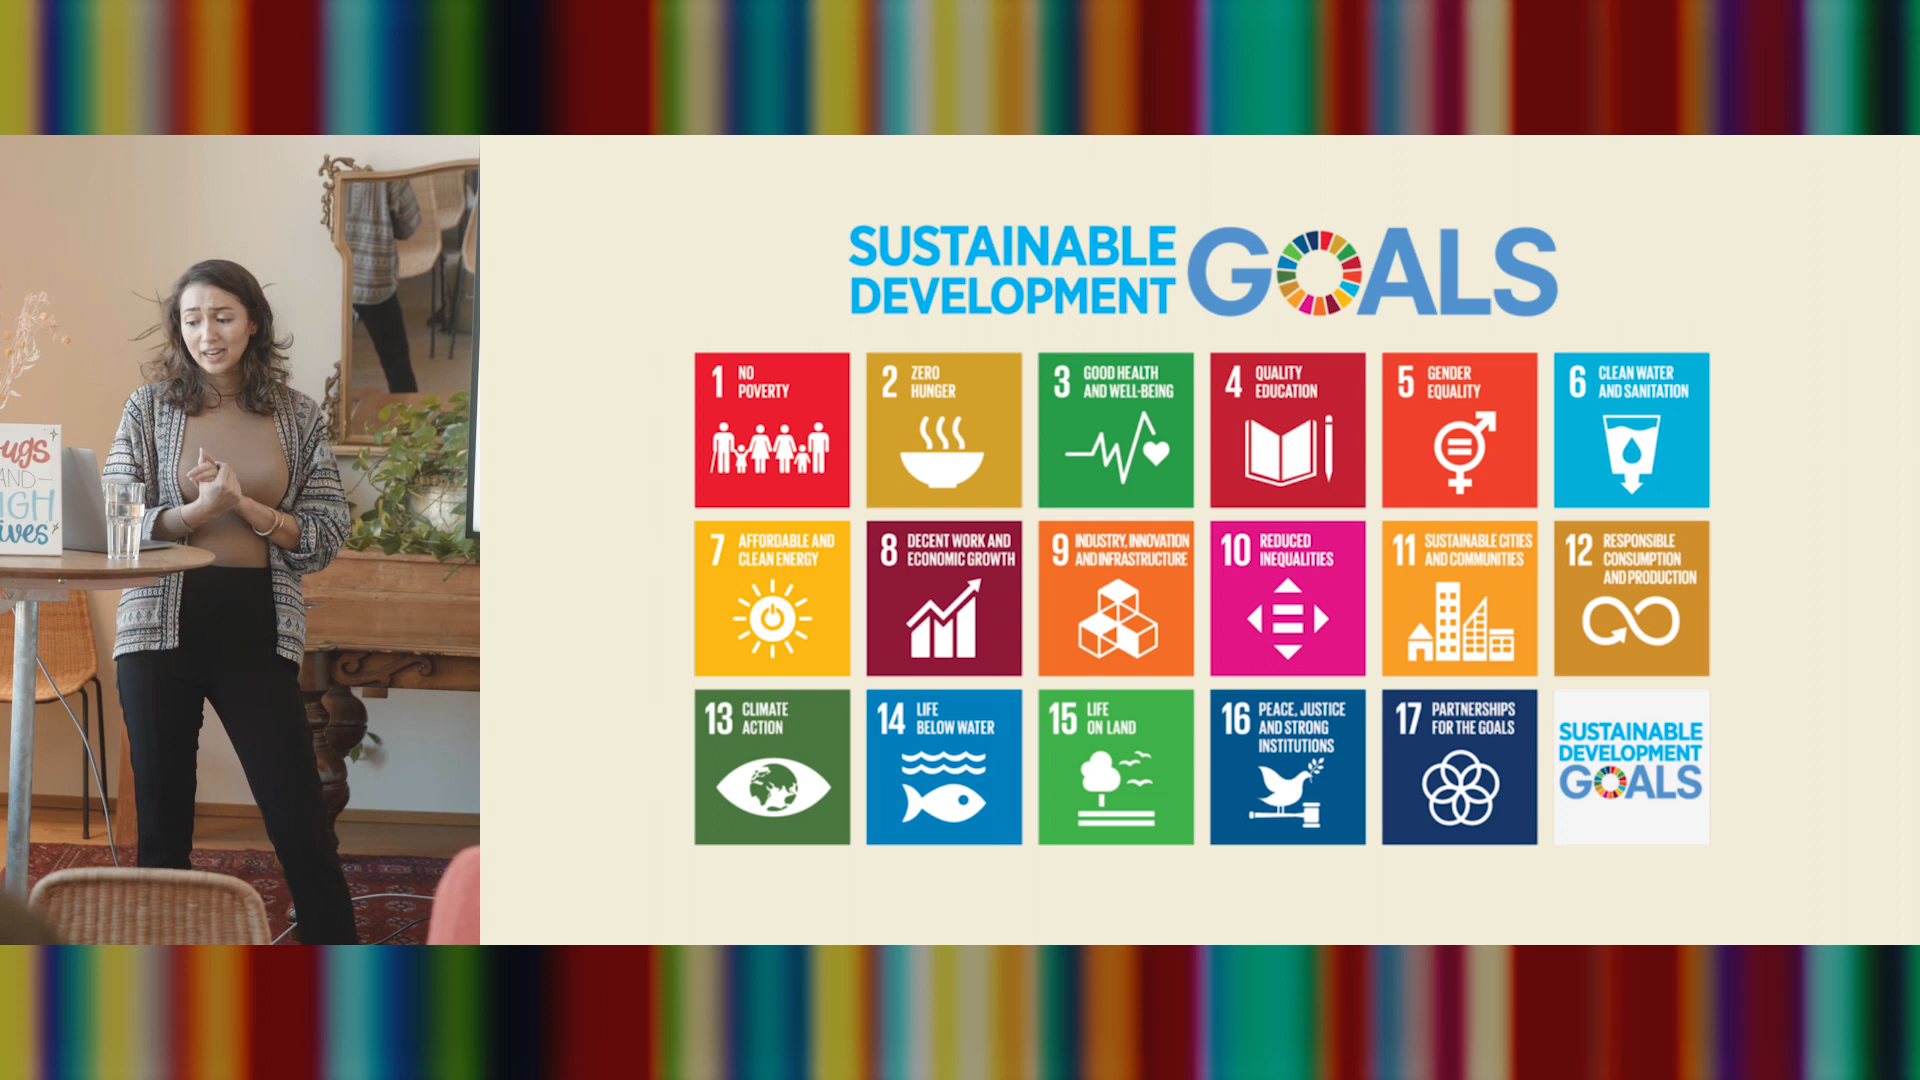 ugs
AND
IGH
ives
SUSTAINABLE
DEVELOPMENT
GOALS
1 NO
POVERTY
2 ZERO
HUNGER
3 GOOD HEALTH
AND WELL-BEING
4 QUALITY
EDUCATION
5 GENDER
EQUALITY
6 CLEAN WATER
AND SANITATION
7 AFFORDABLE AND
CLEAN ENERGY
8 DECENT WORK AND
ECONOMIC GROWTH
9 INDUSTRY, INNOVATION
AND INFRASTRUCTURE
10 REDUCED
INEQUALITIES
11 SUSTAINABLE CITIES
AND COMMUNITIES
12 RESPONSIBLE
CONSUMPTION
AND PRODUCTION
13 CLIMATE
ACTION
14 LIFE
BELOW WATER
15 LIFE
ON LAND
16 PEACE, JUSTICE
AND STRONG
INSTITUTIONS
17 PARTNERSHIPS
FOR THE GOALS
SUSTAINABLE
DEVELOPMENT
GOALS